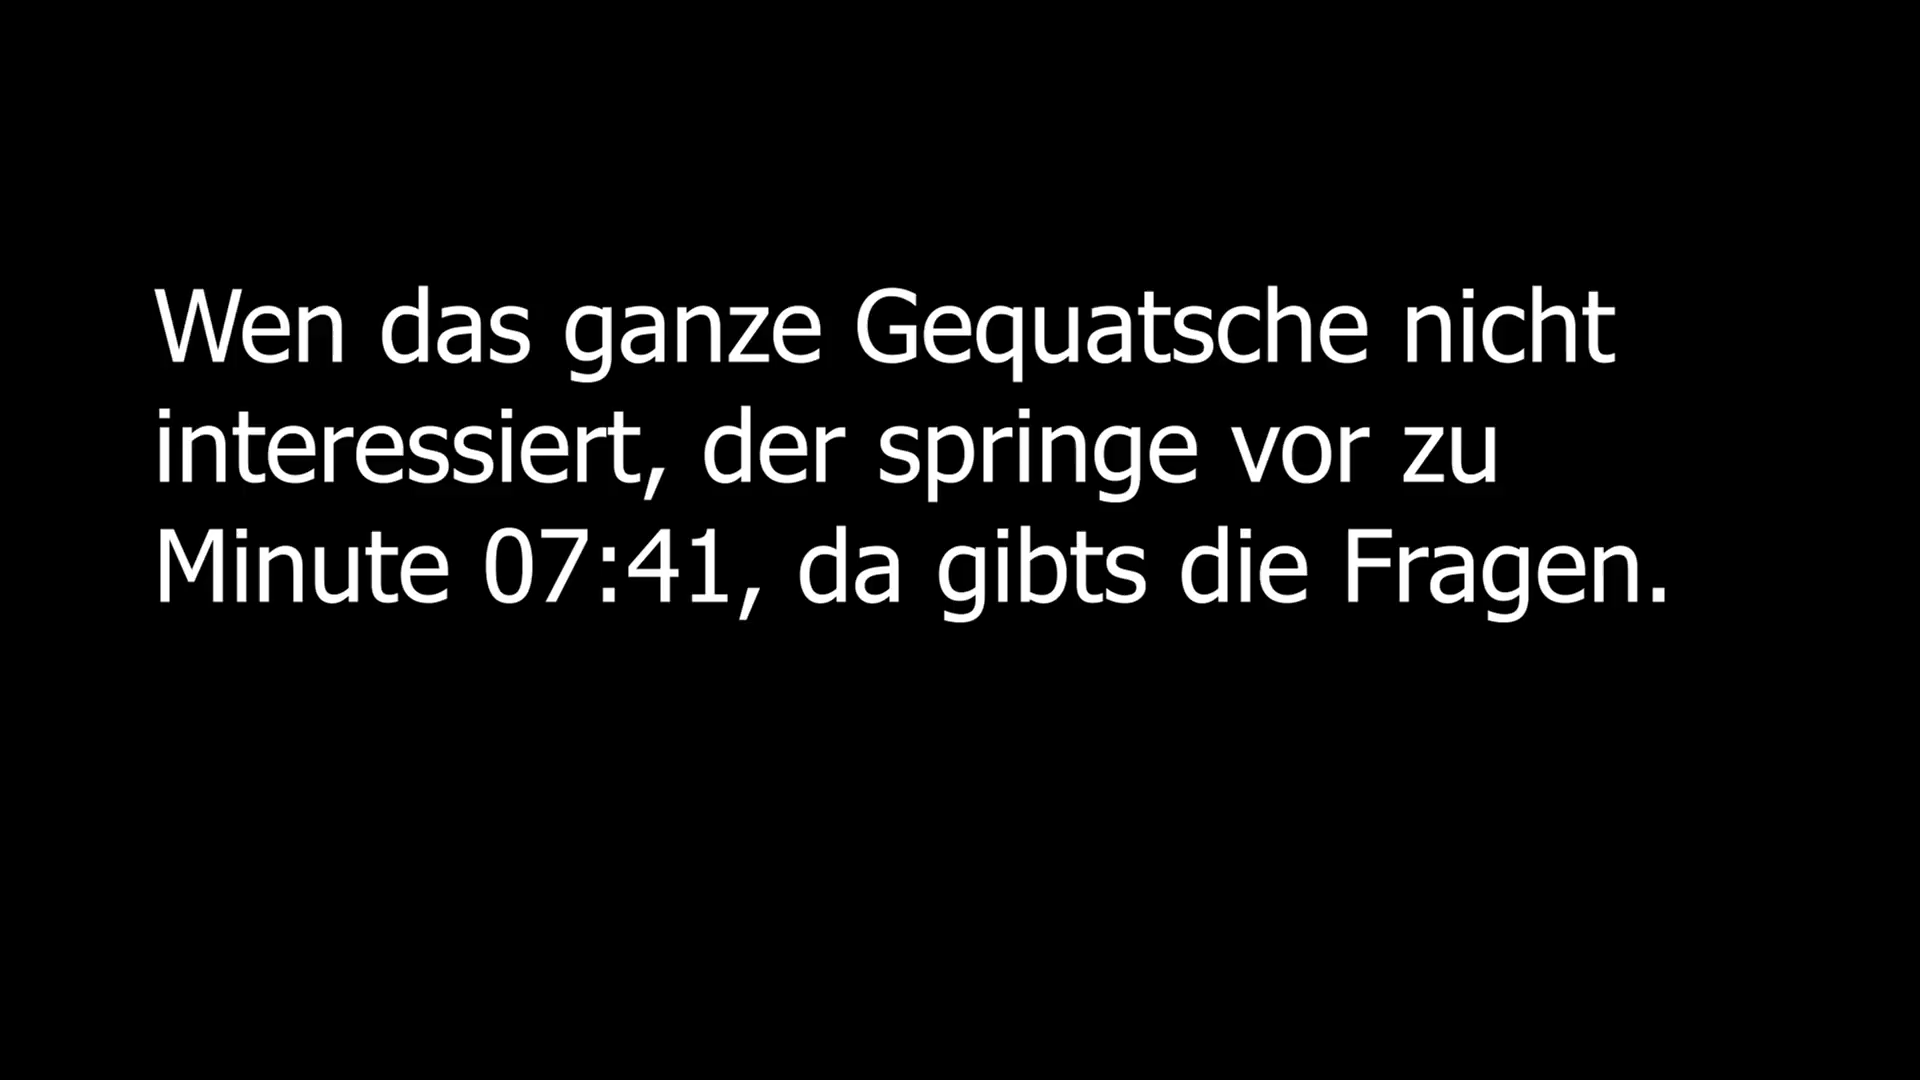 Wen das ganze Gequatsche nicht
interessiert, der springe vor zu
Minute 07:41, da gibts die Fragen.